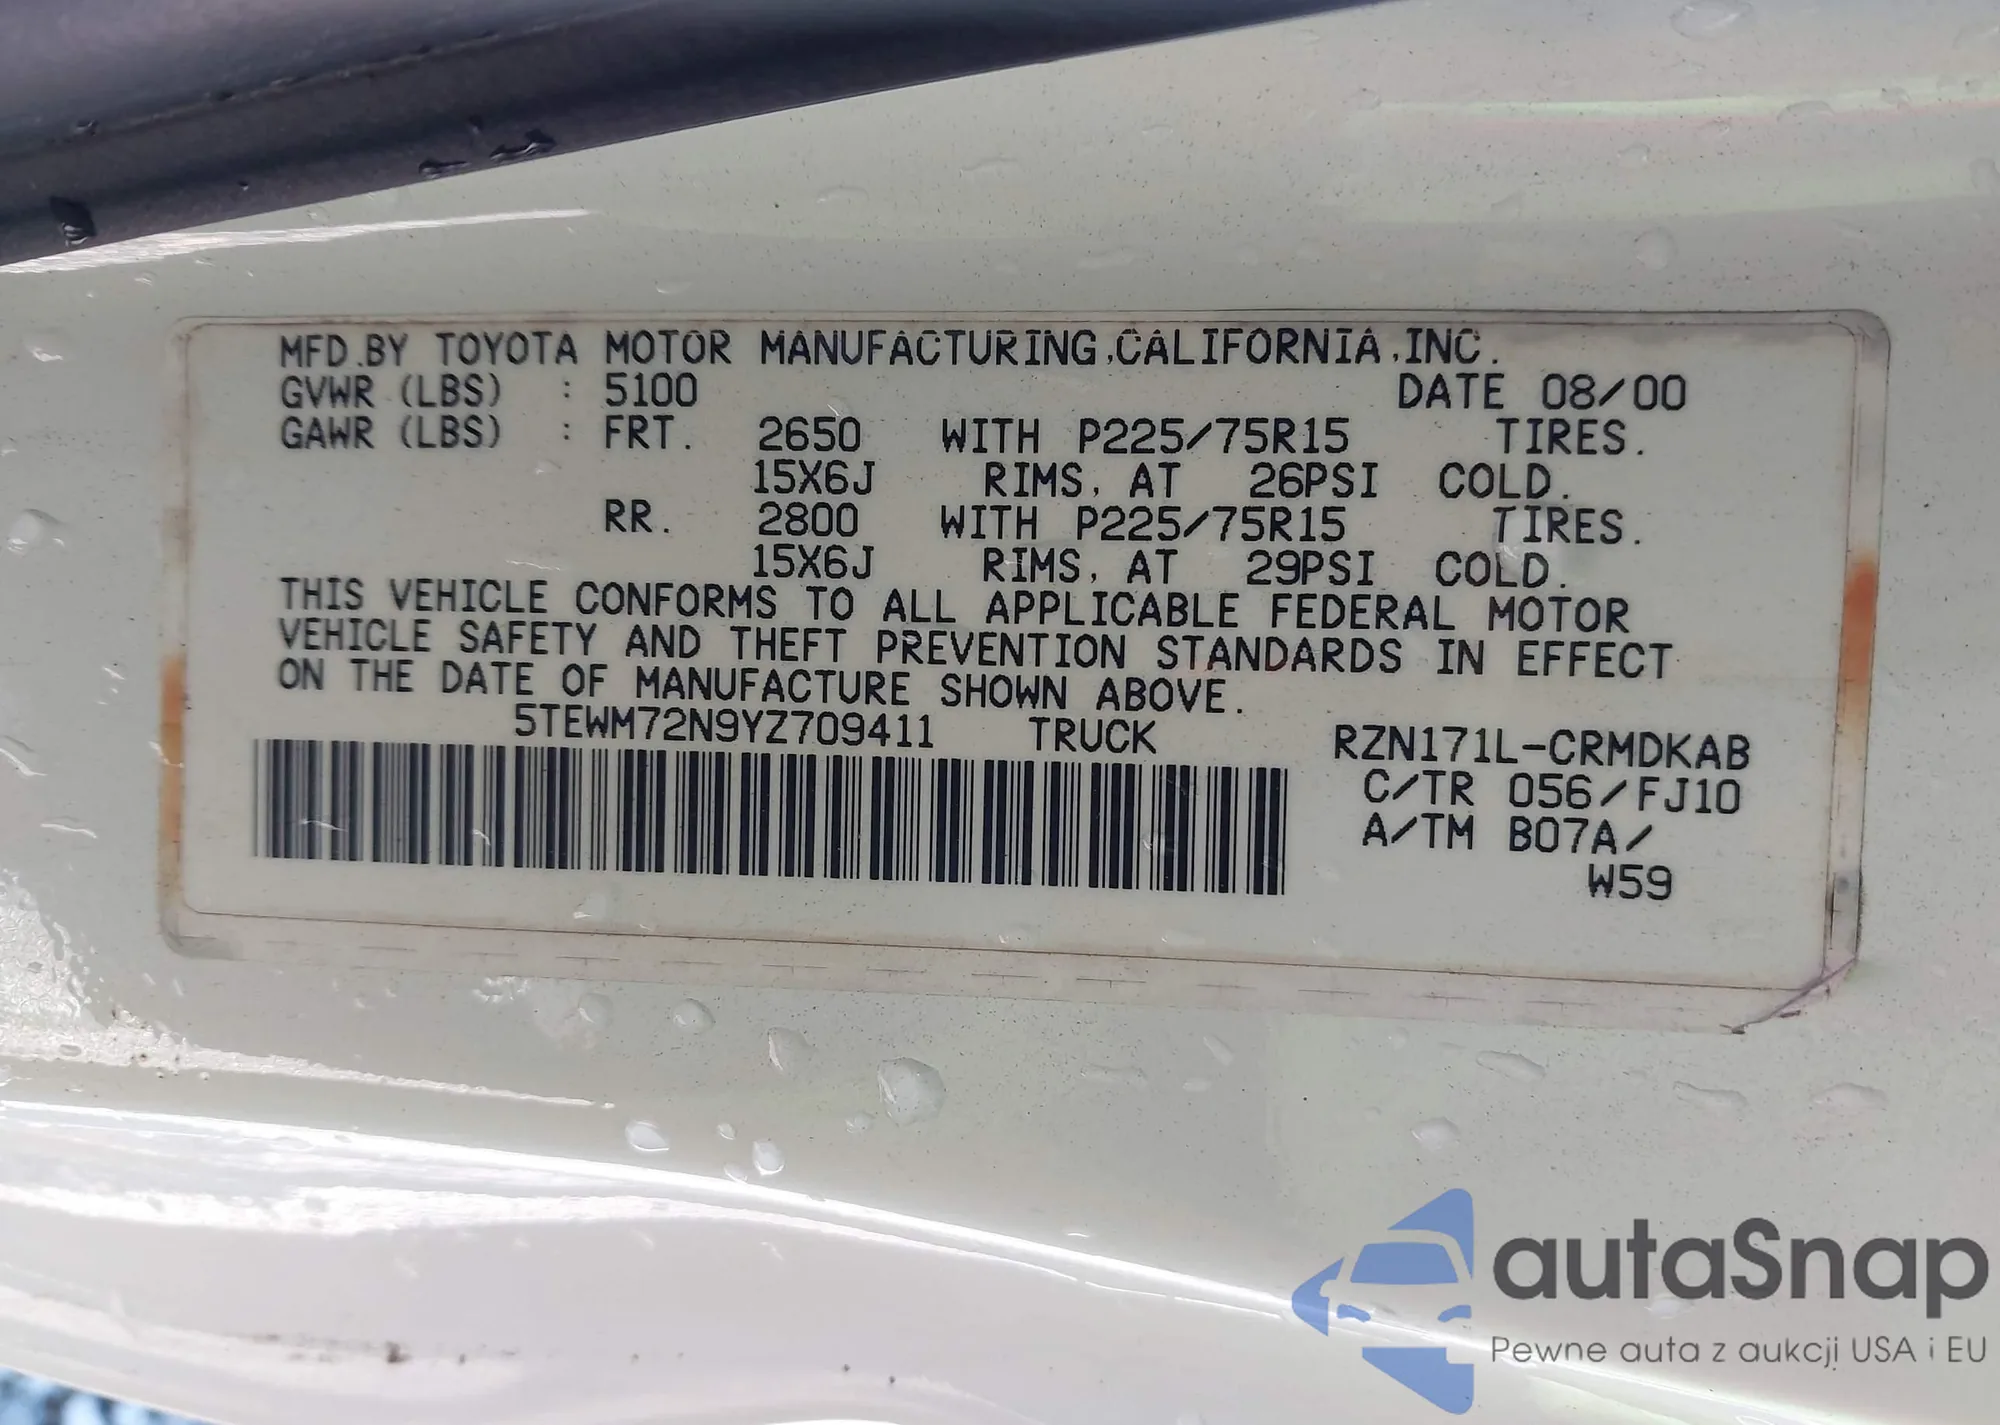 MFD.BY TOYOTA MOTOR MANUFACTURING,CALIFORNIA,INC.
GVWR (LBS) : 5100 DATE 08/00
GAWR (LBS) : FRT. 2650 WITH P225/75R15 TIRES.
15X6J RIMS, AT 26PSI COLD.
RR. 2800 WITH P225/75R15 TIRES.
15X6J RIMS, AT 29PSI COLD.
THIS VEHICLE CONFORMS TO ALL APPLICABLE FEDERAL MOTOR
VEHICLE SAFETY AND THEFT PREVENTION STANDARDS IN EFFECT
ON THE DATE OF MANUFACTURE SHOWN ABOVE.
5TEWM72N9YZ709411 TRUCK RZN171L-CRMDKAB
C/TR 056/FJ10
A/TM B07A/
W59
autaSnap
Pewne auta z aukcji USA i EU